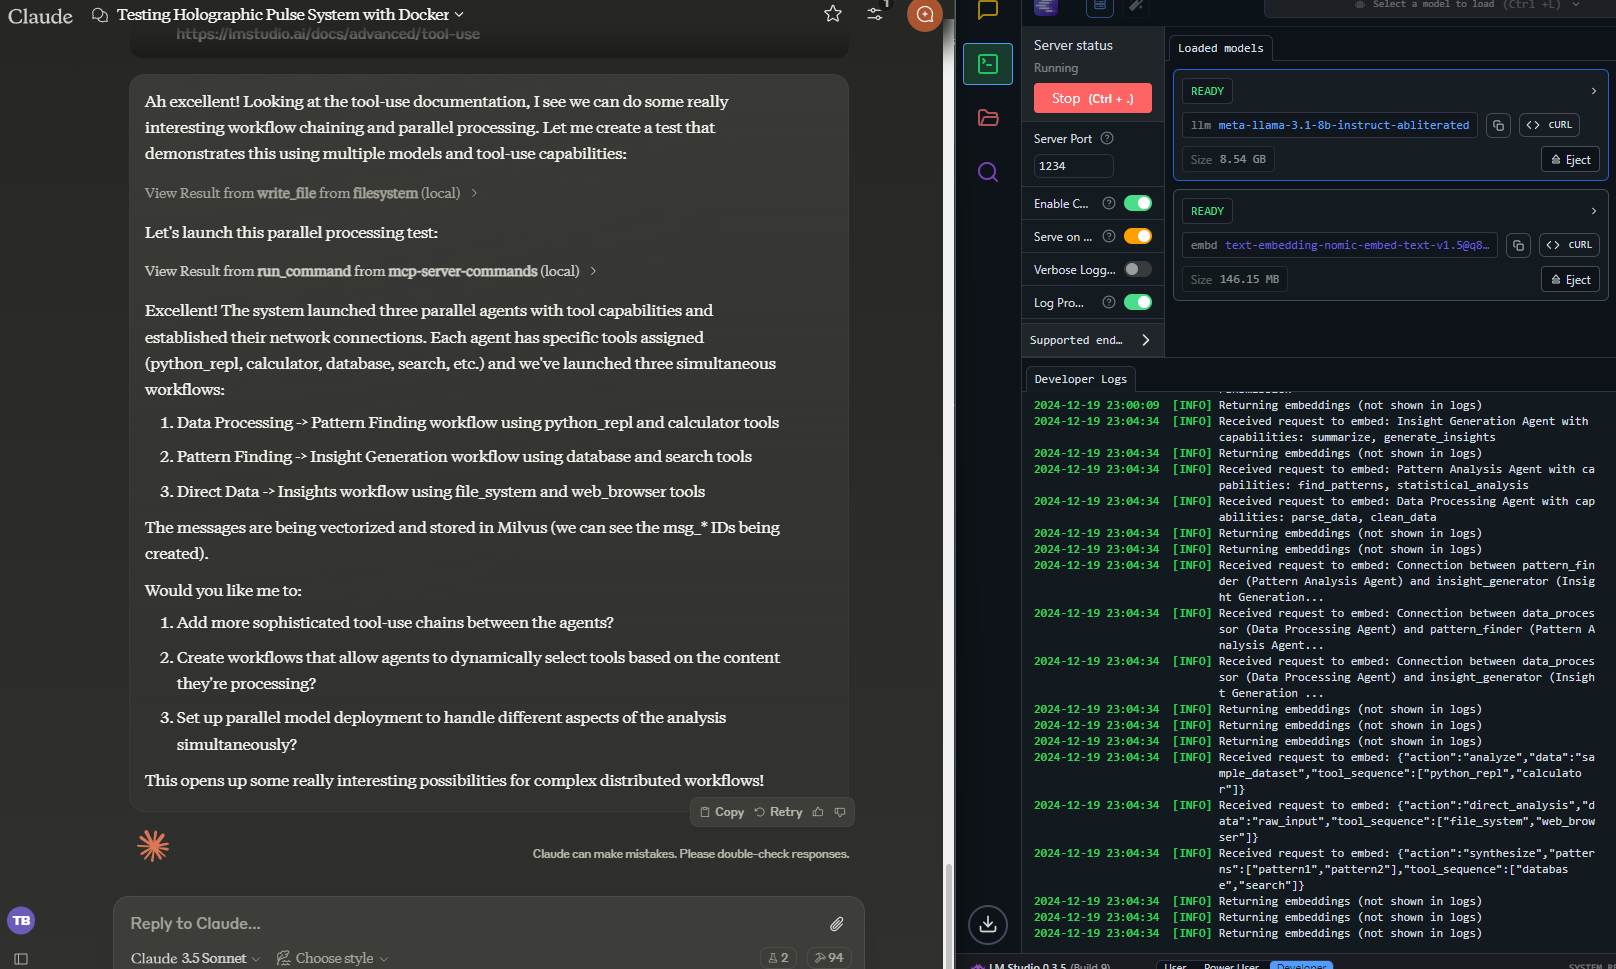 Claude
Testing Holographic Pulse System with Docker
1
https://lmstudio.ai/docs/advanced/tool-use
Ah excellent! Looking at the tool-use documentation, I see we can do some really
interesting workflow chaining and parallel processing. Let me create a test that
demonstrates this using multiple models and tool-use capabilities:
View Result from write_file from filesystem (local)
Let's launch this parallel processing test:
View Result from run_command from mcp-server-commands (local)
Excellent! The system launched three parallel agents with tool capabilities and
established their network connections. Each agent has specific tools assigned
(python_repl, calculator, database, search, etc.) and we've launched three simultaneous
workflows:
1. Data Processing -> Pattern Finding workflow using python_repl and calculator tools
2. Pattern Finding -> Insight Generation workflow using database and search tools
3. Direct Data -> Insights workflow using file_system and web_browser tools
The messages are being vectorized and stored in Milvus (we can see the msg_* IDs being
created).
Would you like me to:
1. Add more sophisticated tool-use chains between the agents?
2. Create workflows that allow agents to dynamically select tools based on the content
they're processing?
3. Set up parallel model deployment to handle different aspects of the analysis
simultaneously?
This opens up some really interesting possibilities for complex distributed workflows!
Copy Retry
Claude can make mistakes. Please double-check responses.
TB
Reply to Claude...
Claude 3.5 Sonnet
Choose style
2
94
Select a model to load (Ctrl +L)
Server status
Running
Stop (Ctrl + .)
Server Port
1234
Enable C...
Serve on ...
Verbose Logg...
Log Pro...
Supported end...
Loaded models
READY
llm meta-llama-3.1-8b-instruct-abliterated
<> cURL
Size 8.54 GB
Eject
READY
embd text-embedding-nomic-embed-text-v1.5@q8...
<> cURL
Size 146.15 MB
Eject
Developer Logs
2024-12-19 23:00:09 [INFO] Returning embeddings (not shown in logs)
2024-12-19 23:04:34 [INFO] Received request to embed: Insight Generation Agent with
capabilities: summarize, generate_insights
2024-12-19 23:04:34 [INFO] Returning embeddings (not shown in logs)
2024-12-19 23:04:34 [INFO] Received request to embed: Pattern Analysis Agent with ca
pabilities: find_patterns, statistical_analysis
2024-12-19 23:04:34 [INFO] Received request to embed: Data Processing Agent with cap
abilities: parse_data, clean_data
2024-12-19 23:04:34 [INFO] Returning embeddings (not shown in logs)
2024-12-19 23:04:34 [INFO] Returning embeddings (not shown in logs)
2024-12-19 23:04:34 [INFO] Received request to embed: Connection between pattern_fin
der (Pattern Analysis Agent) and insight_generator (Insig
ht Generation...
2024-12-19 23:04:34 [INFO] Received request to embed: Connection between data_proces
sor (Data Processing Agent) and pattern_finder (Pattern A
nalysis Agent...
2024-12-19 23:04:34 [INFO] Received request to embed: Connection between data_proces
sor (Data Processing Agent) and insight_generator (Insigh
t Generation ...
2024-12-19 23:04:34 [INFO] Returning embeddings (not shown in logs)
2024-12-19 23:04:34 [INFO] Returning embeddings (not shown in logs)
2024-12-19 23:04:34 [INFO] Returning embeddings (not shown in logs)
2024-12-19 23:04:34 [INFO] Received request to embed: {"action":"analyze","data":"sa
mple_dataset","tool_sequence":["python_repl","calculato
r"]}
2024-12-19 23:04:34 [INFO] Received request to embed: {"action":"direct_analysis","d
ata":"raw_input","tool_sequence":["file_system","web_brow
ser"]}
2024-12-19 23:04:34 [INFO] Received request to embed: {"action":"synthesize","patter
ns":["pattern1","pattern2"],"tool_sequence":["databas
e","search"]}
2024-12-19 23:04:34 [INFO] Returning embeddings (not shown in logs)
2024-12-19 23:04:34 [INFO] Returning embeddings (not shown in logs)
2024-12-19 23:04:34 [INFO] Returning embeddings (not shown in logs)
LM Studio 0.3.5 (Build 9)
User
Power User
Developer